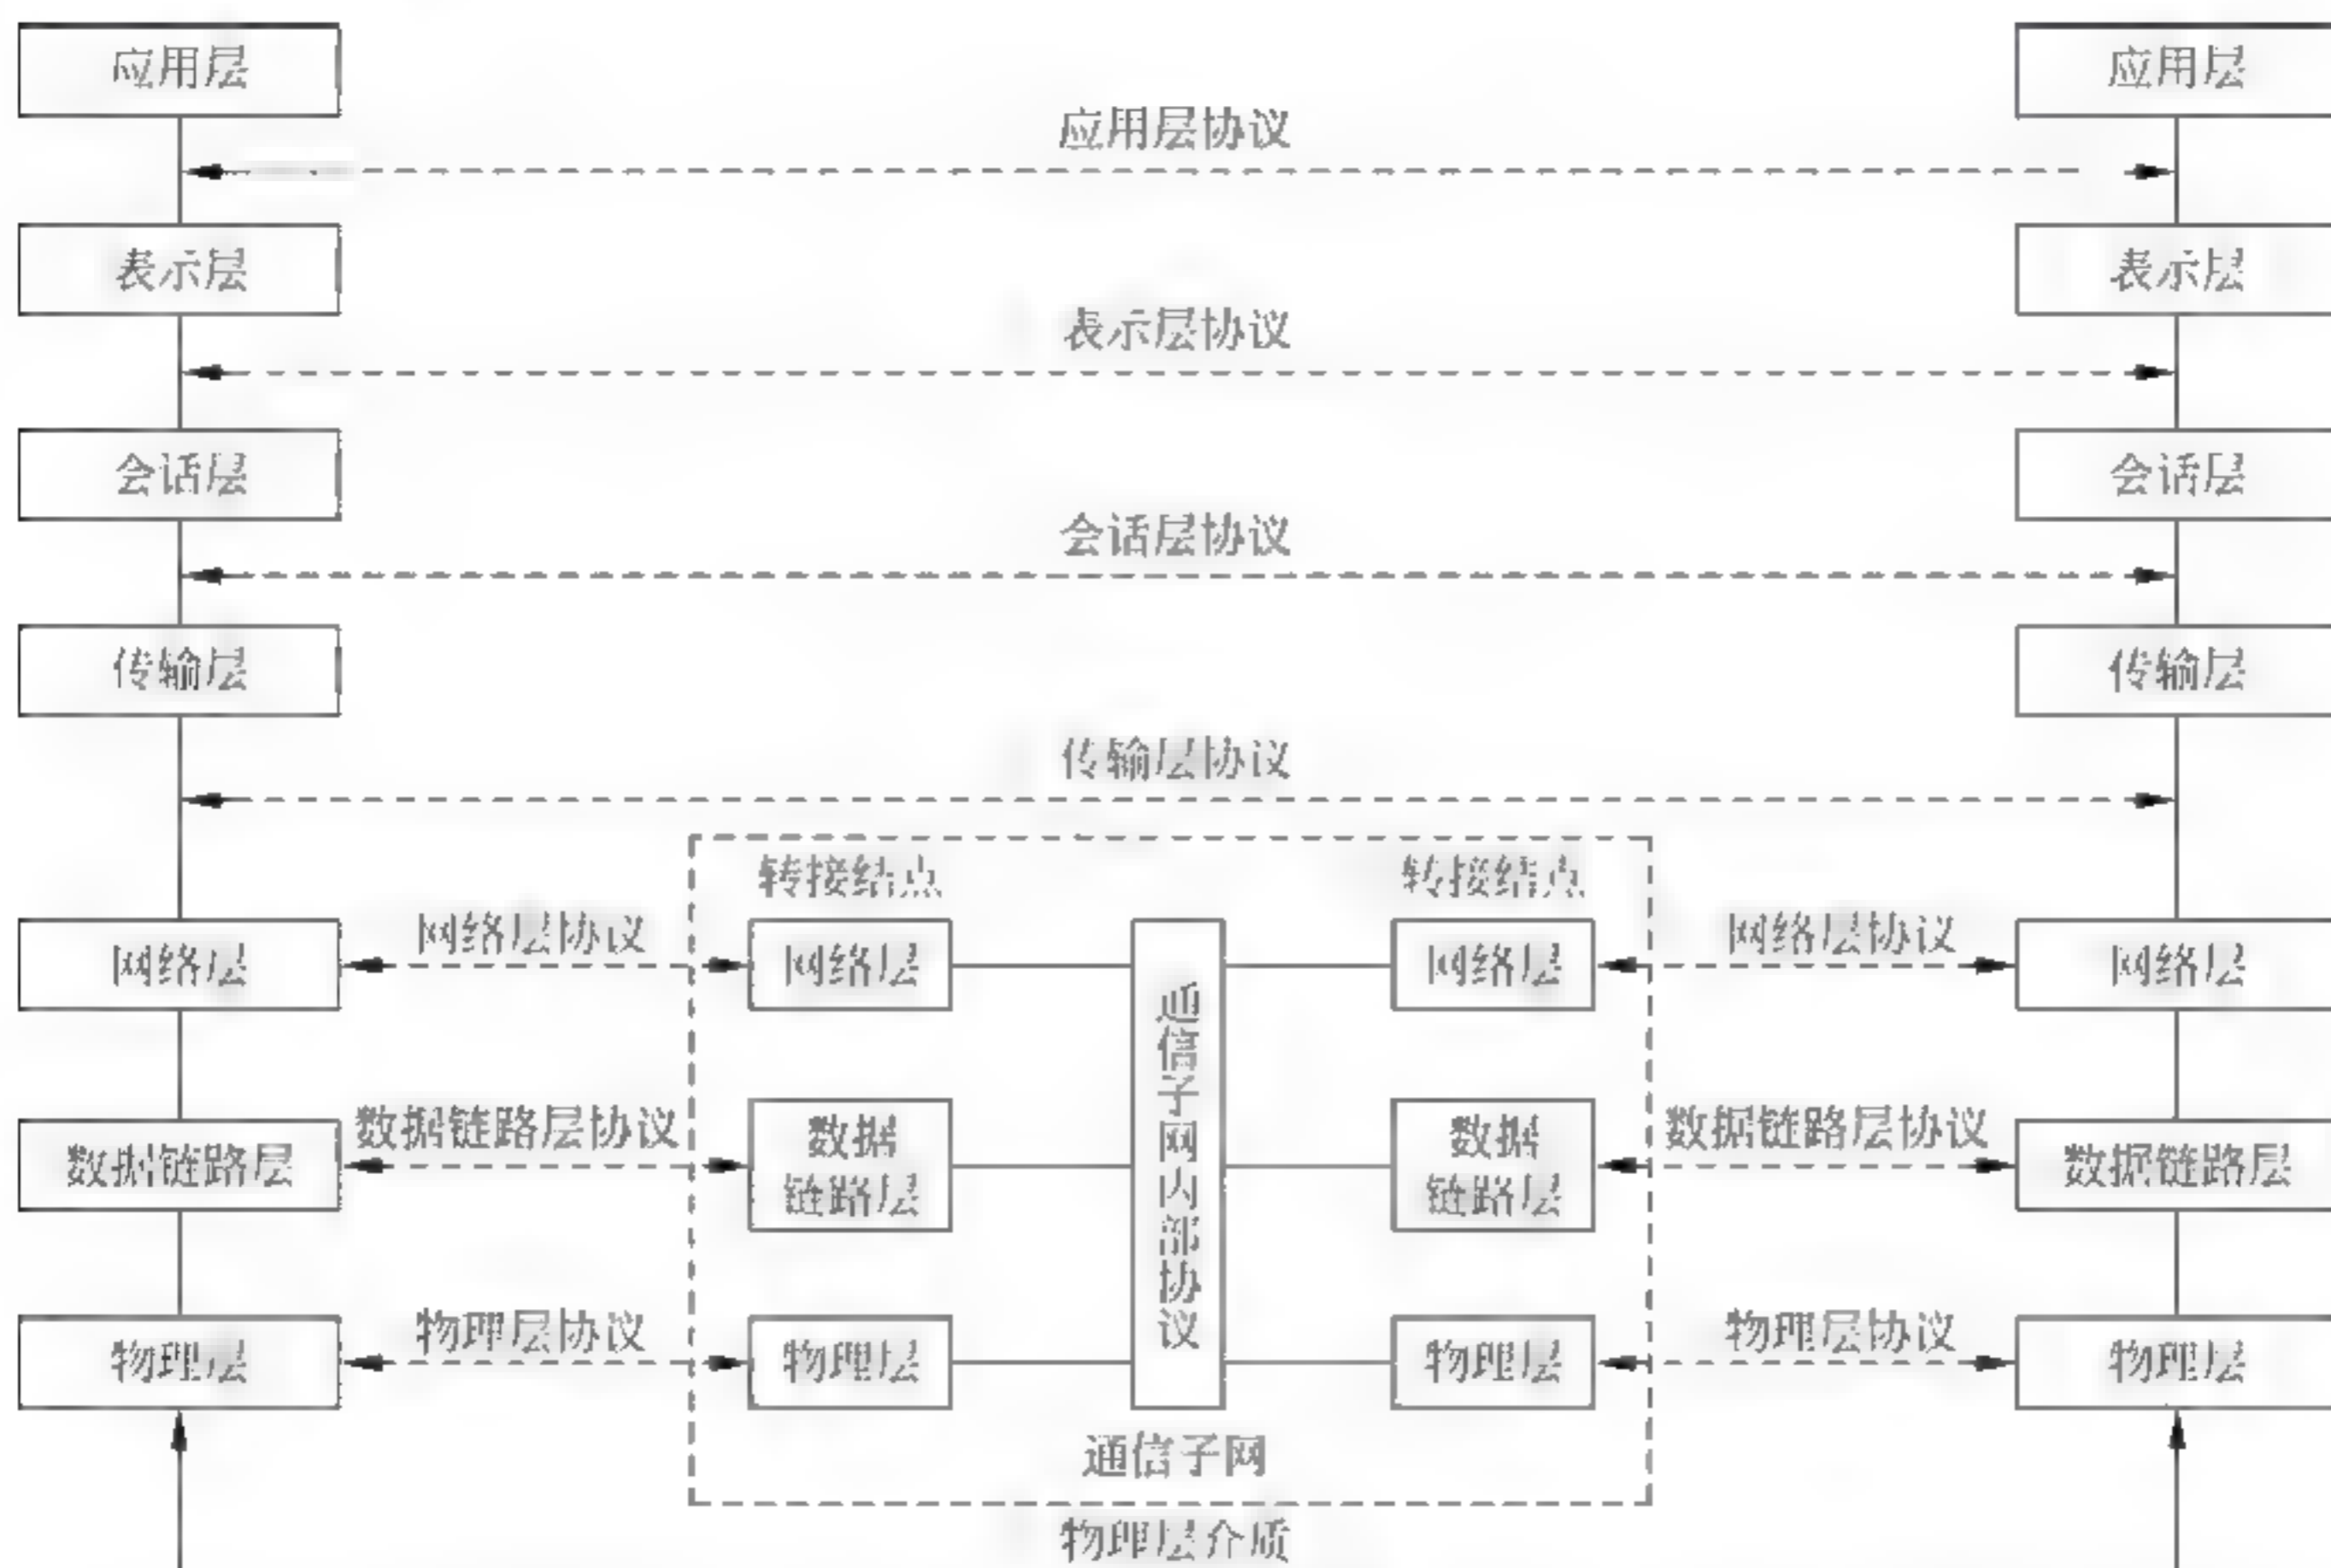 应用层 应用层
应用层协议
表示层 表示层
表示层协议
会话层 会话层
会话层协议
传输层 传输层
传输层协议
转接结点 转接结点
网络层协议 网络层协议
网络层 网络层 网络层 网络层
通信子网内部协议
数据链路层协议 数据链路层协议
数据链路层 数据 数据 数据链路层
链路层 链路层
物理层协议 物理层协议
物理层 物理层 物理层 物理层
通信子网
物理层介质